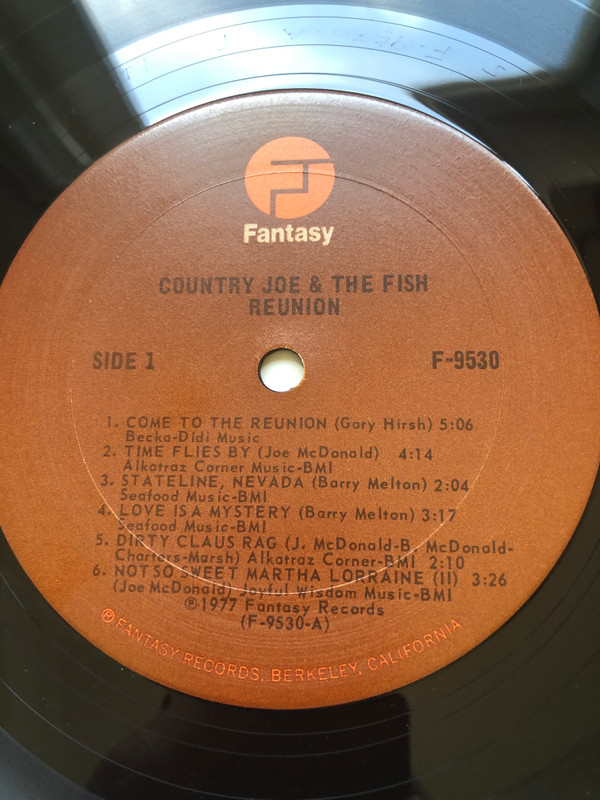 Fantasy
COUNTRY JOE & THE FISH
REUNION
SIDE 1
F-9530
1. COME TO THE REUNION (Gary Hirsh) 5:06
Becka-Didi Music
2. TIME FLIES BY (Joe McDonald) 4:14
Alkatraz Corner Music-BMI
3. STATELINE, NEVADA (Barry Melton) 2:04
Seafood Music-BMI
4. LOVE IS A MYSTERY (Barry Melton) 3:17
Seafood Music-BMI
5. DIRTY CLAUS RAG (J. McDonald-B. McDonald-
Charters-Marsh) Alkatraz Corner-BMI 2:10
6. NOT SO SWEET MARTHA LORRAINE (II) 3:26
(Joe McDonald) Joyful Wisdom Music-BMI
℗1977 Fantasy Records
(F-9530-A)
℗FANTASY RECORDS, BERKELEY, CALIFORNIA